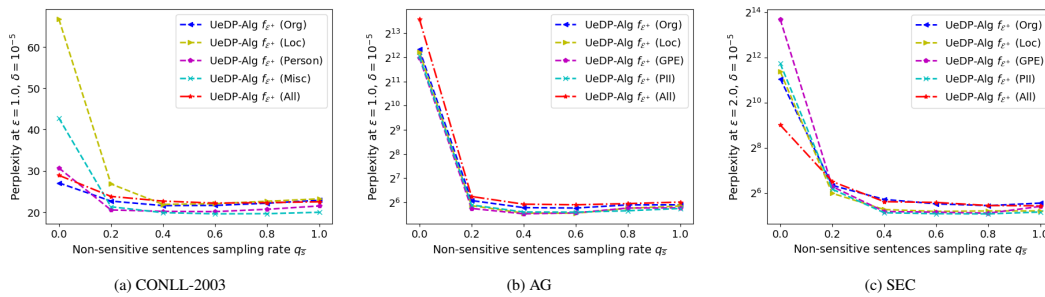 Perplexity at ε = 1.0, δ = 10⁻⁵
60
50
40
30
20
UeDP-Alg f_ε⁺ (Org)
UeDP-Alg f_ε⁺ (Loc)
UeDP-Alg f_ε⁺ (Person)
UeDP-Alg f_ε⁺ (Misc)
UeDP-Alg f_ε⁺ (All)
0.0 0.2 0.4 0.6 0.8 1.0
Non-sensitive sentences sampling rate q_s̅
(a) CONLL-2003
Perplexity at ε = 1.0, δ = 10⁻⁵
2¹³
2¹²
2¹⁰
2⁸
2⁶
UeDP-Alg f_ε⁺ (Org)
UeDP-Alg f_ε⁺ (Loc)
UeDP-Alg f_ε⁺ (GPE)
UeDP-Alg f_ε⁺ (PII)
UeDP-Alg f_ε⁺ (All)
0.0 0.2 0.4 0.6 0.8 1.0
Non-sensitive sentences sampling rate q_s̅
(b) AG
Perplexity at ε = 2.0, δ = 10⁻⁵
2¹⁴
2¹²
2¹⁰
2⁸
2⁶
UeDP-Alg f_ε⁺ (Org)
UeDP-Alg f_ε⁺ (Loc)
UeDP-Alg f_ε⁺ (GPE)
UeDP-Alg f_ε⁺ (PII)
UeDP-Alg f_ε⁺ (All)
0.0 0.2 0.4 0.6 0.8 1.0
Non-sensitive sentences sampling rate q_s̅
(c) SEC